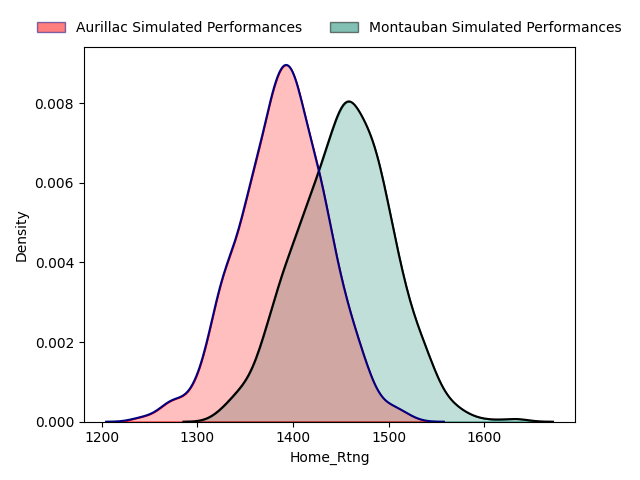 Aurillac Simulated Performances Montauban Simulated Performances
0.008
0.006
0.004
0.002
0.000
Density
1200 1300 1400 1500 1600
Home_Rtng